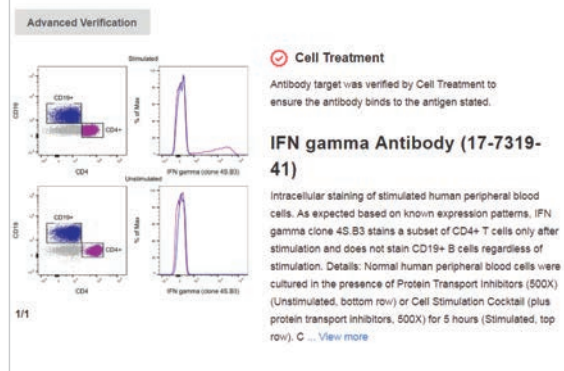 Advanced Verification
Stimulated
CD19
CD19+
CD4+
CD4
% of Max
IFN gamma (clone 4S.B3)
Unstimulated
CD19
CD19+
CD4+
CD4
% of Max
IFN gamma (clone 4S.B3)
1/1
Cell Treatment
Antibody target was verified by Cell Treatment to
ensure the antibody binds to the antigen stated.
IFN gamma Antibody (17-7319-
41)
Intracellular staining of stimulated human peripheral blood
cells. As expected based on known expression patterns, IFN
gamma clone 4S.B3 stains a subset of CD4+ T cells only after
stimulation and does not stain CD19+ B cells regardless of
stimulation. Details: Normal human peripheral blood cells were
cultured in the presence of Protein Transport Inhibitors (500X)
(Unstimulated, bottom row) or Cell Stimulation Cocktail (plus
protein transport inhibitors, 500X) for 5 hours (Stimulated, top
row). C ... View more